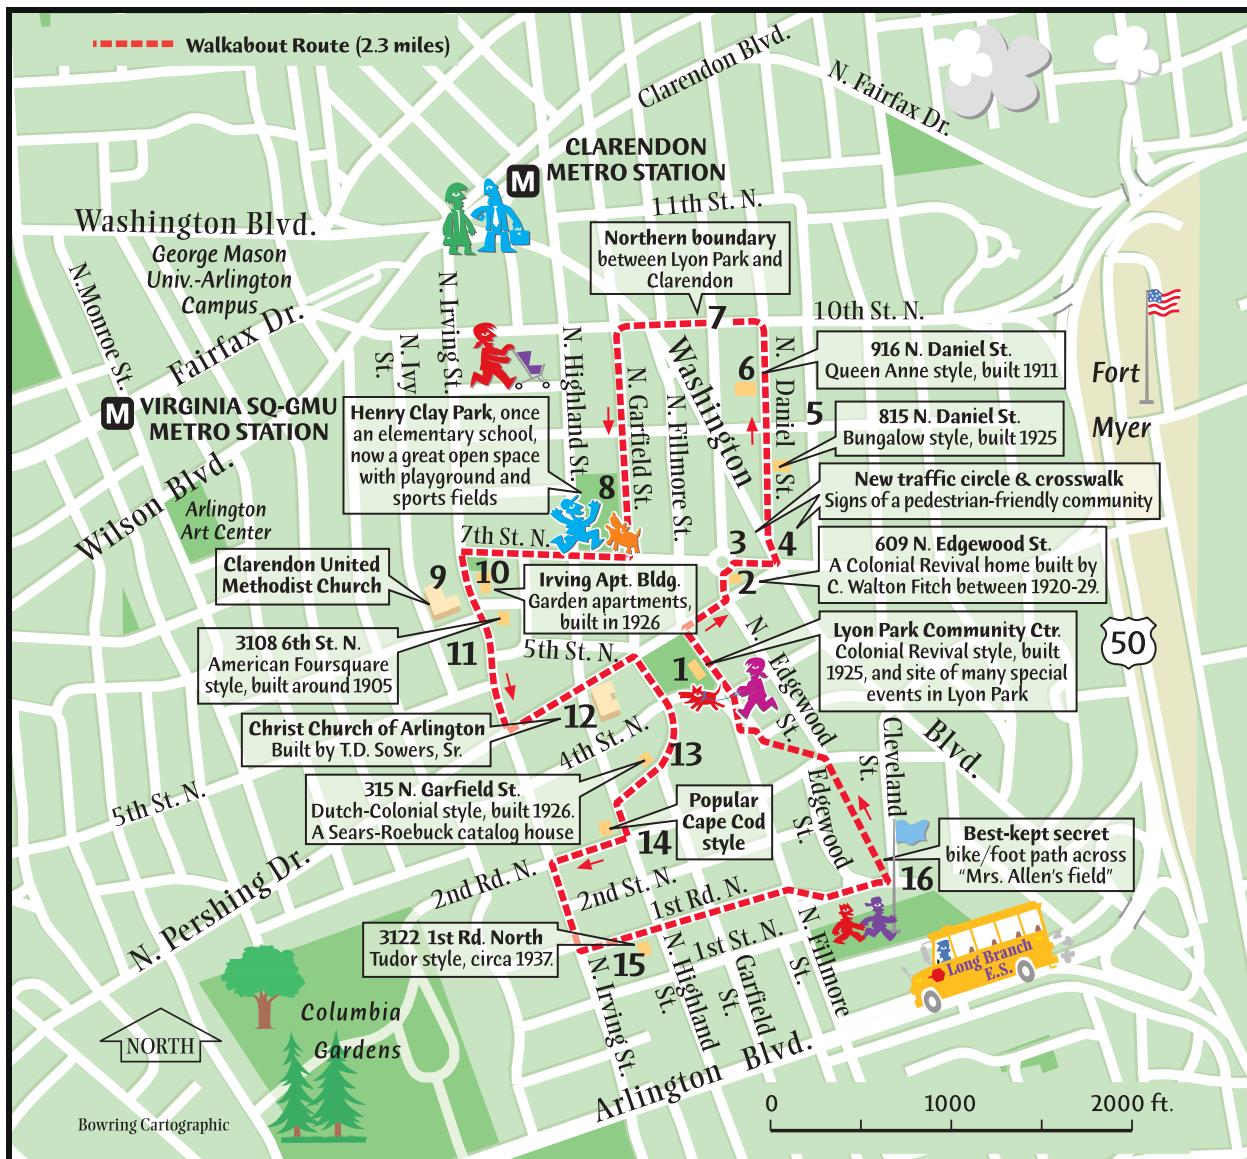 Walkabout Route (2.3 miles)
Clarendon Blvd.
N. Fairfax Dr.
CLARENDON
METRO STATION
M
11th St. N.
Washington Blvd.
George Mason
Univ.-Arlington
Campus
Northern boundary
between Lyon Park and
Clarendon
N.Monroe St.
Fairfax Dr.
N. Irving St.
N. Ivy
St.
N. Highland St.
7
10th St. N.
N. Garfield St.
N. Fillmore St.
Washington
Blvd.
N. Daniel St.
6
916 N. Daniel St.
Queen Anne style, built 1911
Fort
Myer
5
815 N. Daniel St.
Bungalow style, built 1925
M
VIRGINIA SQ-GMU
METRO STATION
Henry Clay Park, once
an elementary school,
now a great open space
with playground and
sports fields
8
Wilson Blvd.
Arlington
Art Center
New traffic circle & crosswalk
Signs of a pedestrian-friendly community
3
4
7th St. N.
609 N. Edgewood St.
A Colonial Revival home built by
C. Walton Fitch between 1920-29.
2
Clarendon United
Methodist Church
9
10
Irving Apt. Bldg.
Garden apartments,
built in 1926
Lyon Park Community Ctr.
Colonial Revival style, built
1925, and site of many special
events in Lyon Park
1
50
3108 6th St. N.
American Foursquare
style, built around 1905
11
5th St. N.
N. Edgewood
St.
Christ Church of Arlington
Built by T.D. Sowers, Sr.
12
4th St. N.
13
Cleveland
St.
Edgewood
St.
315 N. Garfield St.
Dutch-Colonial style, built 1926.
A Sears-Roebuck catalog house
Popular
Cape Cod
style
14
5th St. N.
Best-kept secret
bike/foot path across
“Mrs. Allen’s field”
16
N. Pershing Dr.
2nd Rd. N.
2nd St. N.
1st Rd. N.
3122 1st Rd. North
Tudor style, circa 1937.
15
1st St. N.
N. Irving St.
N. Highland
St.
Garfield
St.
N. Fillmore
St.
Long Branch
E.S.
Columbia
Gardens
NORTH
Arlington Blvd.
Bowring Cartographic
0 1000 2000 ft.